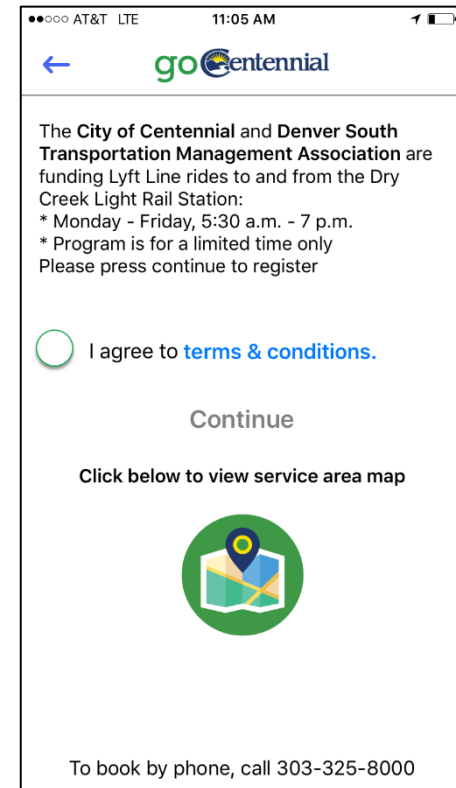 AT&T LTE 11:05 AM
go Centennial
The City of Centennial and Denver South
Transportation Management Association are
funding Lyft Line rides to and from the Dry
Creek Light Rail Station:
* Monday - Friday, 5:30 a.m. - 7 p.m.
* Program is for a limited time only
Please press continue to register
I agree to terms & conditions.
Continue
Click below to view service area map
To book by phone, call 303-325-8000